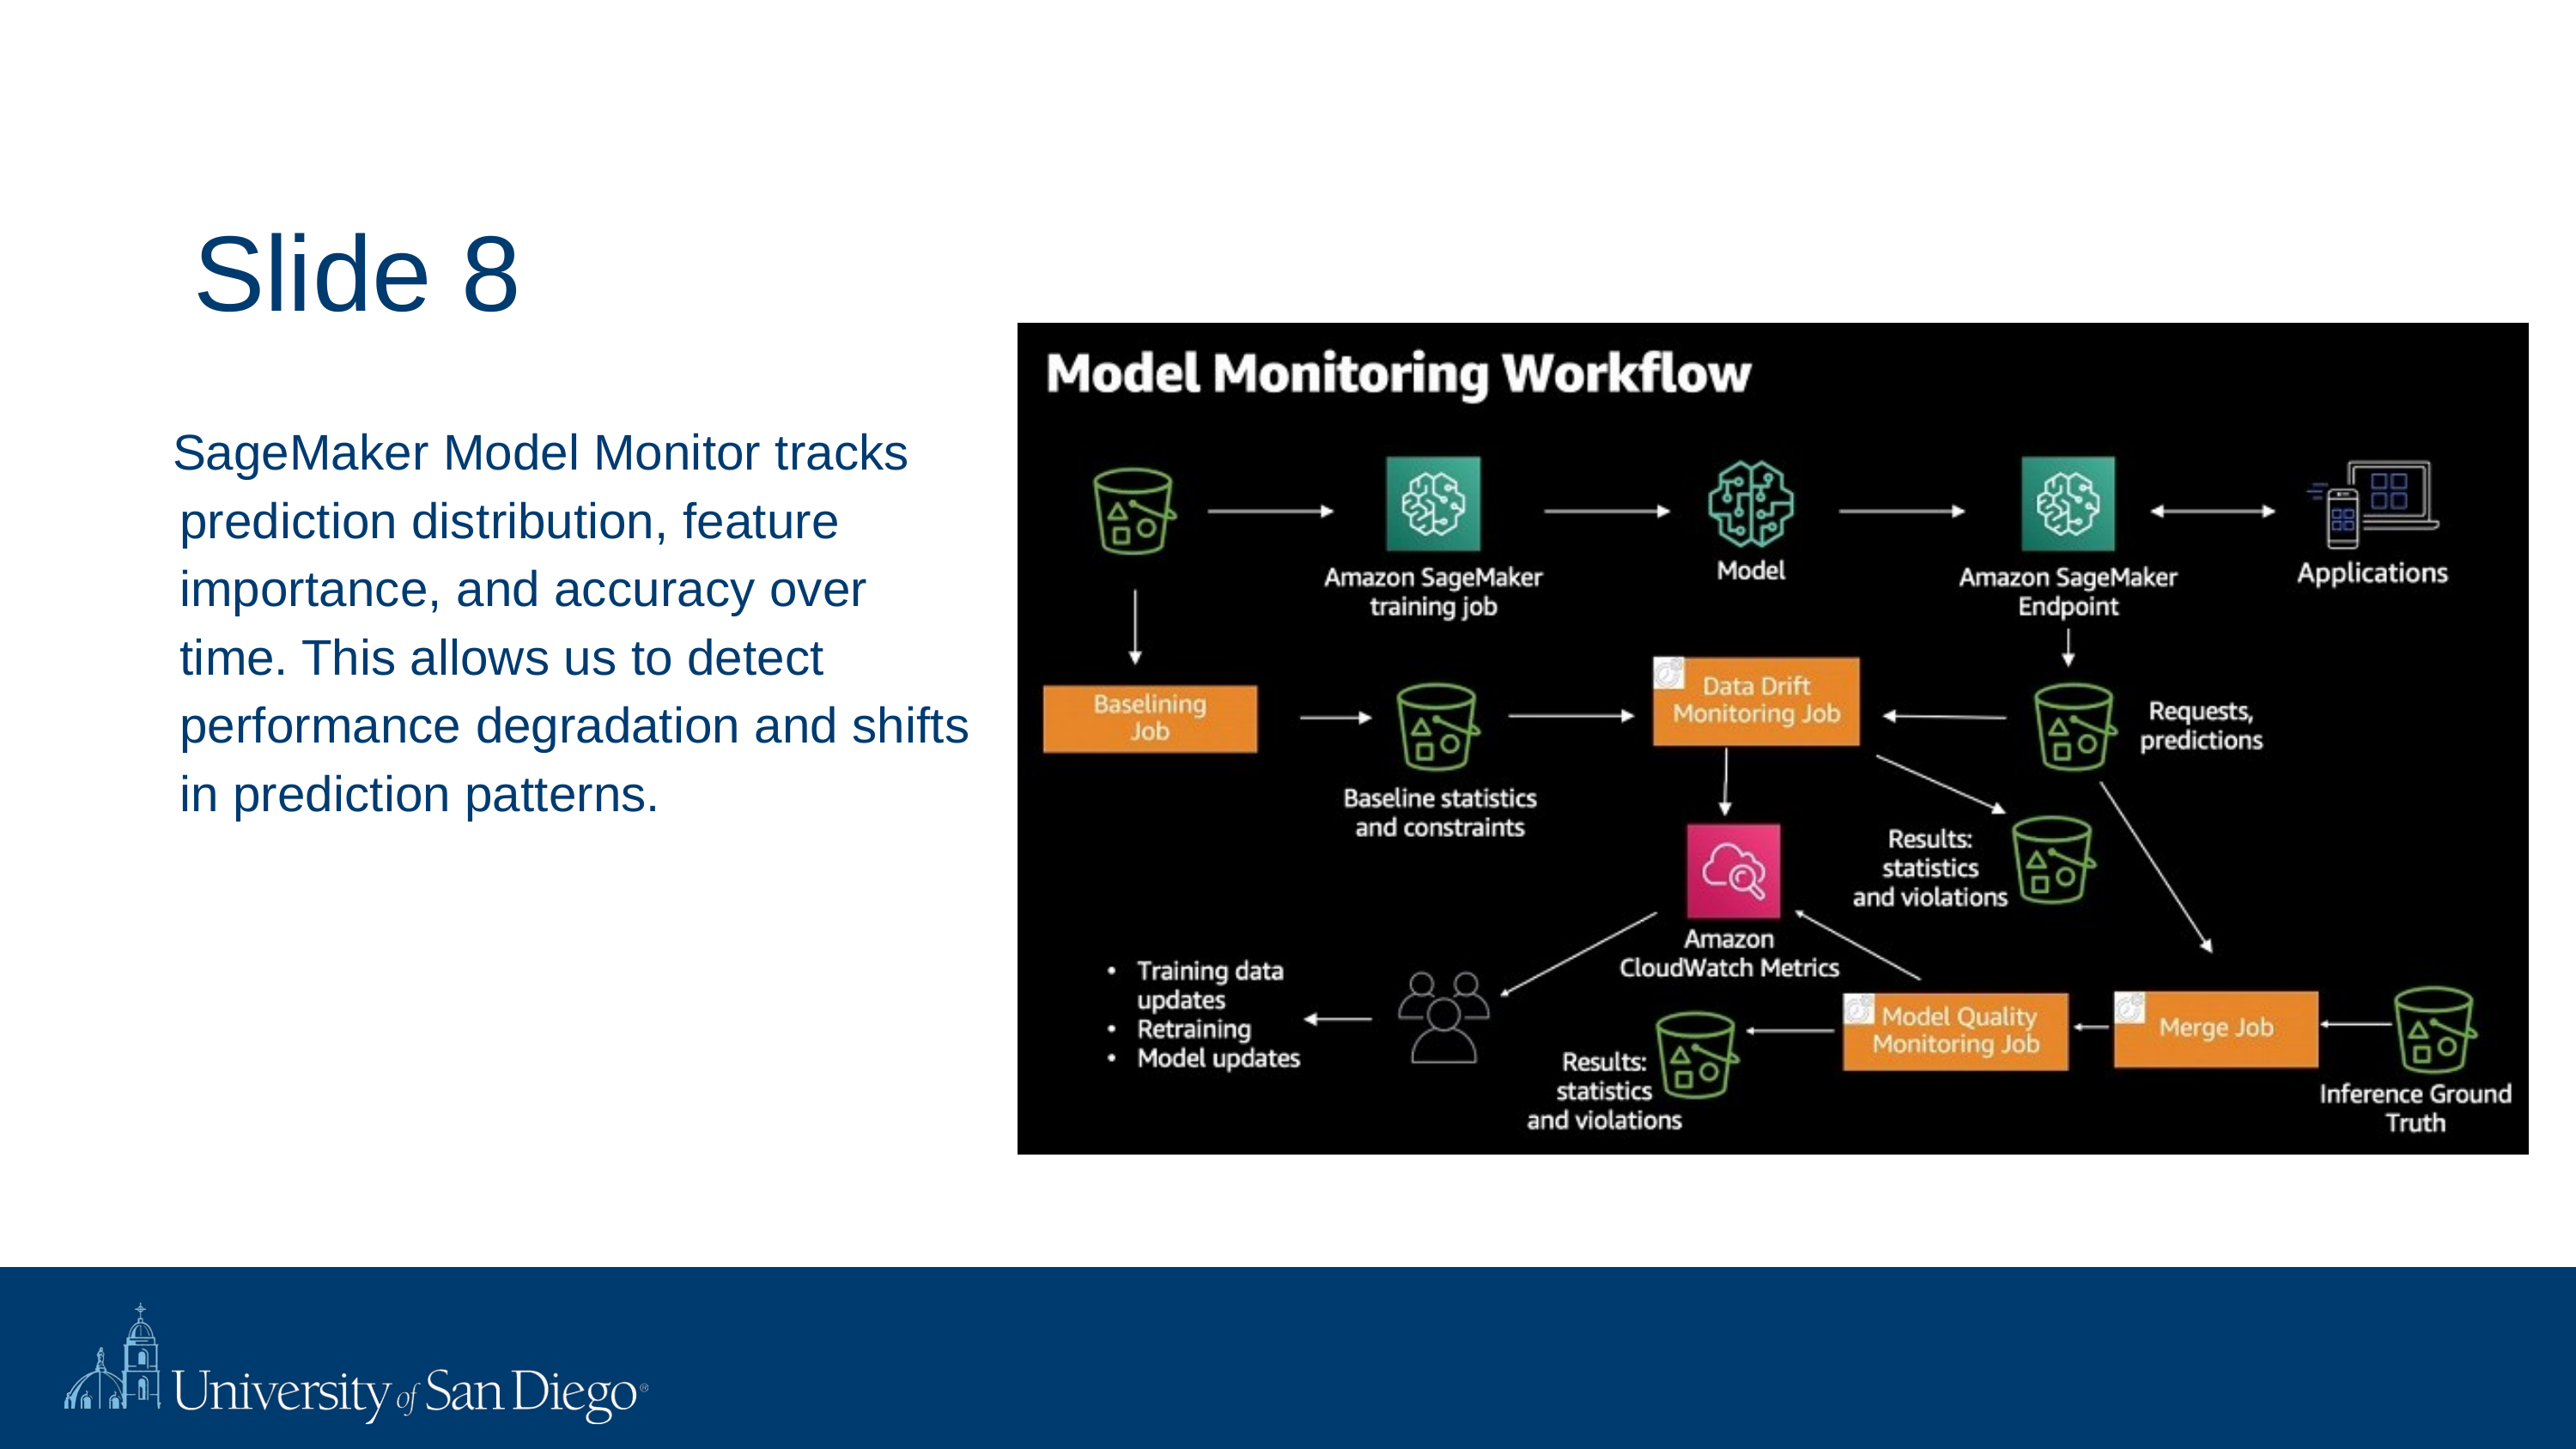 Slide 8
SageMaker Model Monitor tracks
prediction distribution, feature
importance, and accuracy over
time. This allows us to detect
performance degradation and shifts
in prediction patterns.
Model Monitoring Workflow
Amazon SageMaker
training job
Model
Amazon SageMaker
Endpoint
Applications
Baselining
Job
Baseline statistics
and constraints
Data Drift
Monitoring Job
Requests,
predictions
Results:
statistics
and violations
Amazon
CloudWatch Metrics
• Training data
updates
• Retraining
• Model updates
Results:
statistics
and violations
Model Quality
Monitoring Job
Merge Job
Inference Ground
Truth
University of San Diego®